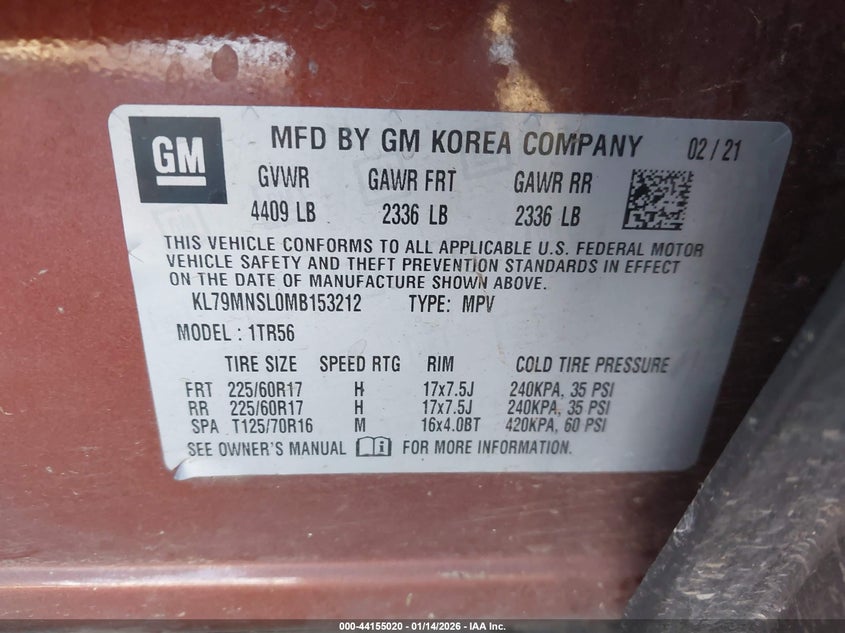 GM
MFD BY GM KOREA COMPANY 02 / 21
GVWR GAWR FRT GAWR RR
4409 LB 2336 LB 2336 LB
THIS VEHICLE CONFORMS TO ALL APPLICABLE U.S. FEDERAL MOTOR
VEHICLE SAFETY AND THEFT PREVENTION STANDARDS IN EFFECT
ON THE DATE OF MANUFACTURE SHOWN ABOVE.
KL79MNSL0MB153212 TYPE: MPV
MODEL : 1TR56
TIRE SIZE SPEED RTG RIM COLD TIRE PRESSURE
FRT 225/60R17 H 17x7.5J 240KPA, 35 PSI
RR 225/60R17 H 17x7.5J 240KPA, 35 PSI
SPA T125/70R16 M 16x4.0BT 420KPA, 60 PSI
SEE OWNER'S MANUAL i FOR MORE INFORMATION.
000-44155020 - 01/14/2026 - IAA Inc.